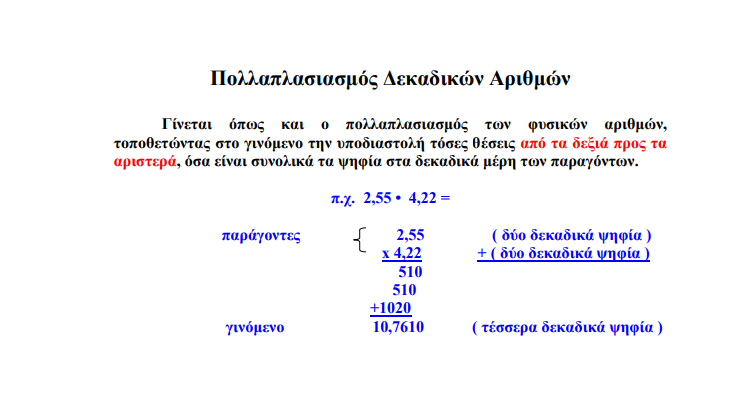 Πολλαπλασιασμός Δεκαδικών Αριθμών
Γίνεται όπως και ο πολλαπλασιασμός των φυσικών αριθμών,
τοποθετώντας στο γινόμενο την υποδιαστολή τόσες θέσεις από τα δεξιά προς τα
αριστερά, όσα είναι συνολικά τα ψηφία στα δεκαδικά μέρη των παραγόντων.
π.χ. 2,55 • 4,22 =
παράγοντες { 2,55 ( δύο δεκαδικά ψηφία )
x 4,22 + ( δύο δεκαδικά ψηφία )
510
510
+1020
γινόμενο 10,7610 ( τέσσερα δεκαδικά ψηφία )